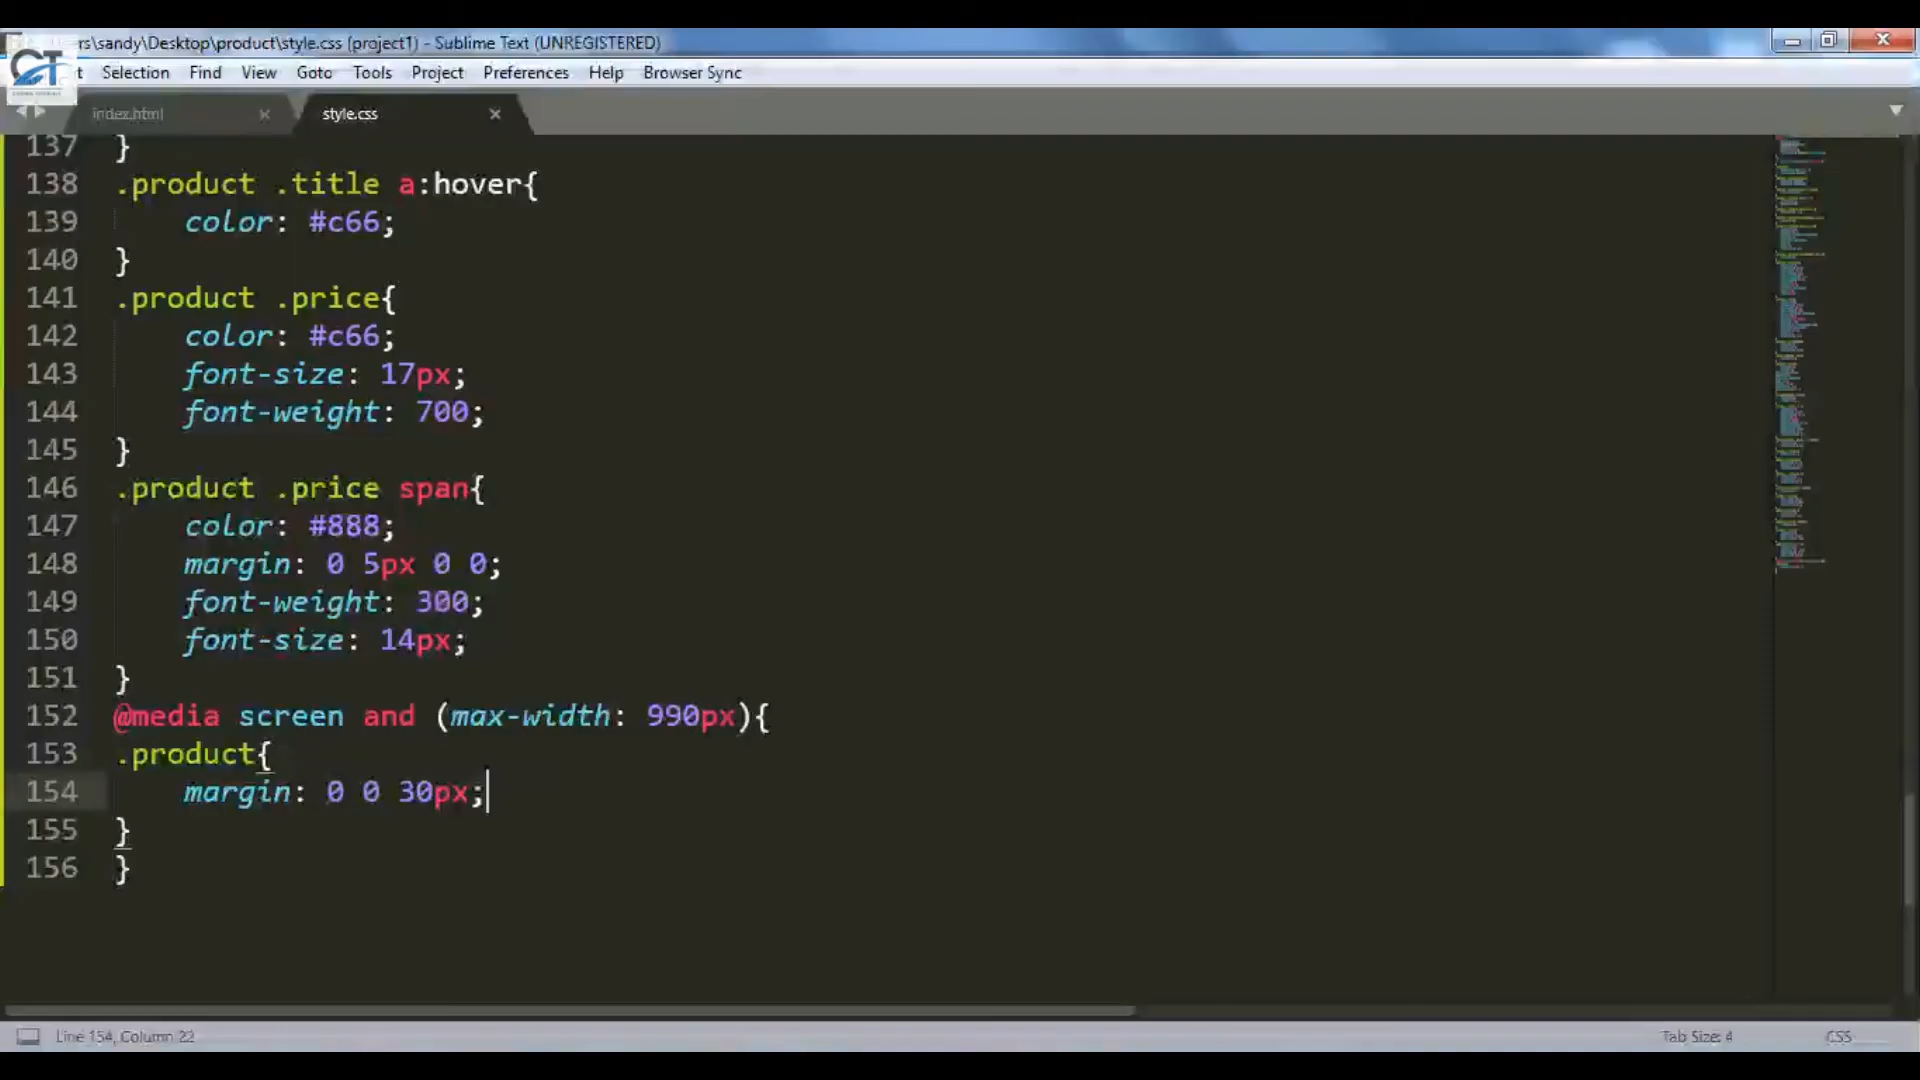 rs\sandy\Desktop\product\style.css (project1) - Sublime Text (UNREGISTERED)
CT
Selection Find View Goto Tools Project Preferences Help Browser Sync
index.html × style.css ×
137 }
138 .product .title a:hover{
139 color: #c66;
140 }
141 .product .price{
142 color: #c66;
143 font-size: 17px;
144 font-weight: 700;
145 }
146 .product .price span{
147 color: #888;
148 margin: 0 5px 0 0;
149 font-weight: 300;
150 font-size: 14px;
151 }
152 @media screen and (max-width: 990px){
153 .product{
154 margin: 0 0 30px;
155 }
156 }
Line 154, Column 22 Tab Size: 4 CSS